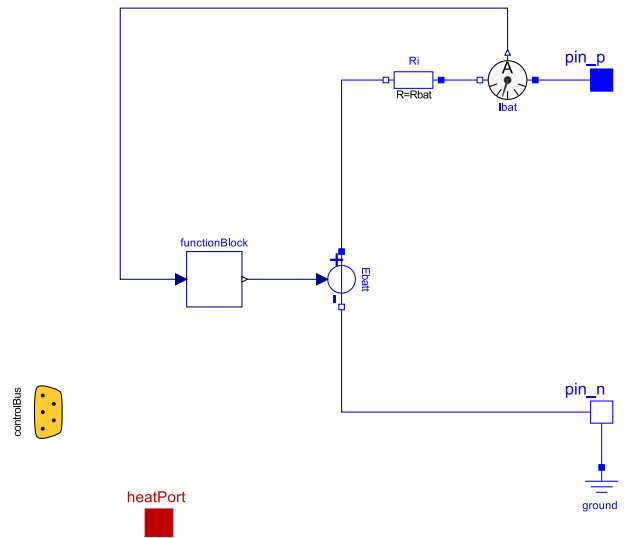 Ri
pin_p
A
R=Rbat
Ibat
functionBlock
+
Ebatt
-
controlBus
pin_n
heatPort
ground